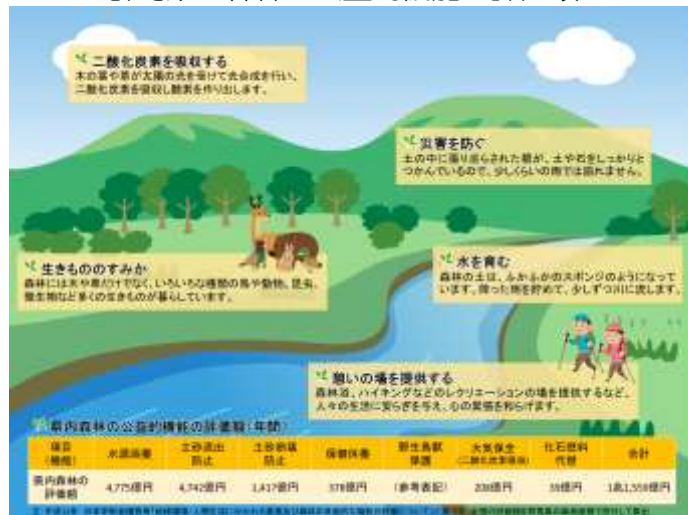 二酸化炭素を吸収する
木の葉や草が太陽の光を受けて光合成を行い、
二酸化炭素を吸収し酸素を作り出します。
災害を防ぐ
土の中に張り巡らされた根が、土や石をしっかりと
つかんでいるので、少しくらいの雨では崩れません。
生きもののすみか
森林には木や草だけでなく、いろいろな種類の鳥や動物、昆虫、
微生物など多くの生きものが暮らしています。
水を育む
森林の土は、ふかふかのスポンジのようになって
います。降った雨を貯めて、少しずつ川に流します。
憩いの場を提供する
森林浴、ハイキングなどのレクリエーションの場を提供するなど、
人々の生活に安らぎを与え、心の緊張を和らげます。
県内森林の公益的機能の評価額(年間)
項目(機能) 水源涵養 土砂流出防止 土砂崩壊防止 保健休養 野生鳥獣保護 大気保全(二酸化炭素吸収) 化石燃料代替 合計
県内森林の評価額 4,775億円 4,742億円 1,417億円 378億円 (参考表記) 208億円 39億円 1兆1,559億円